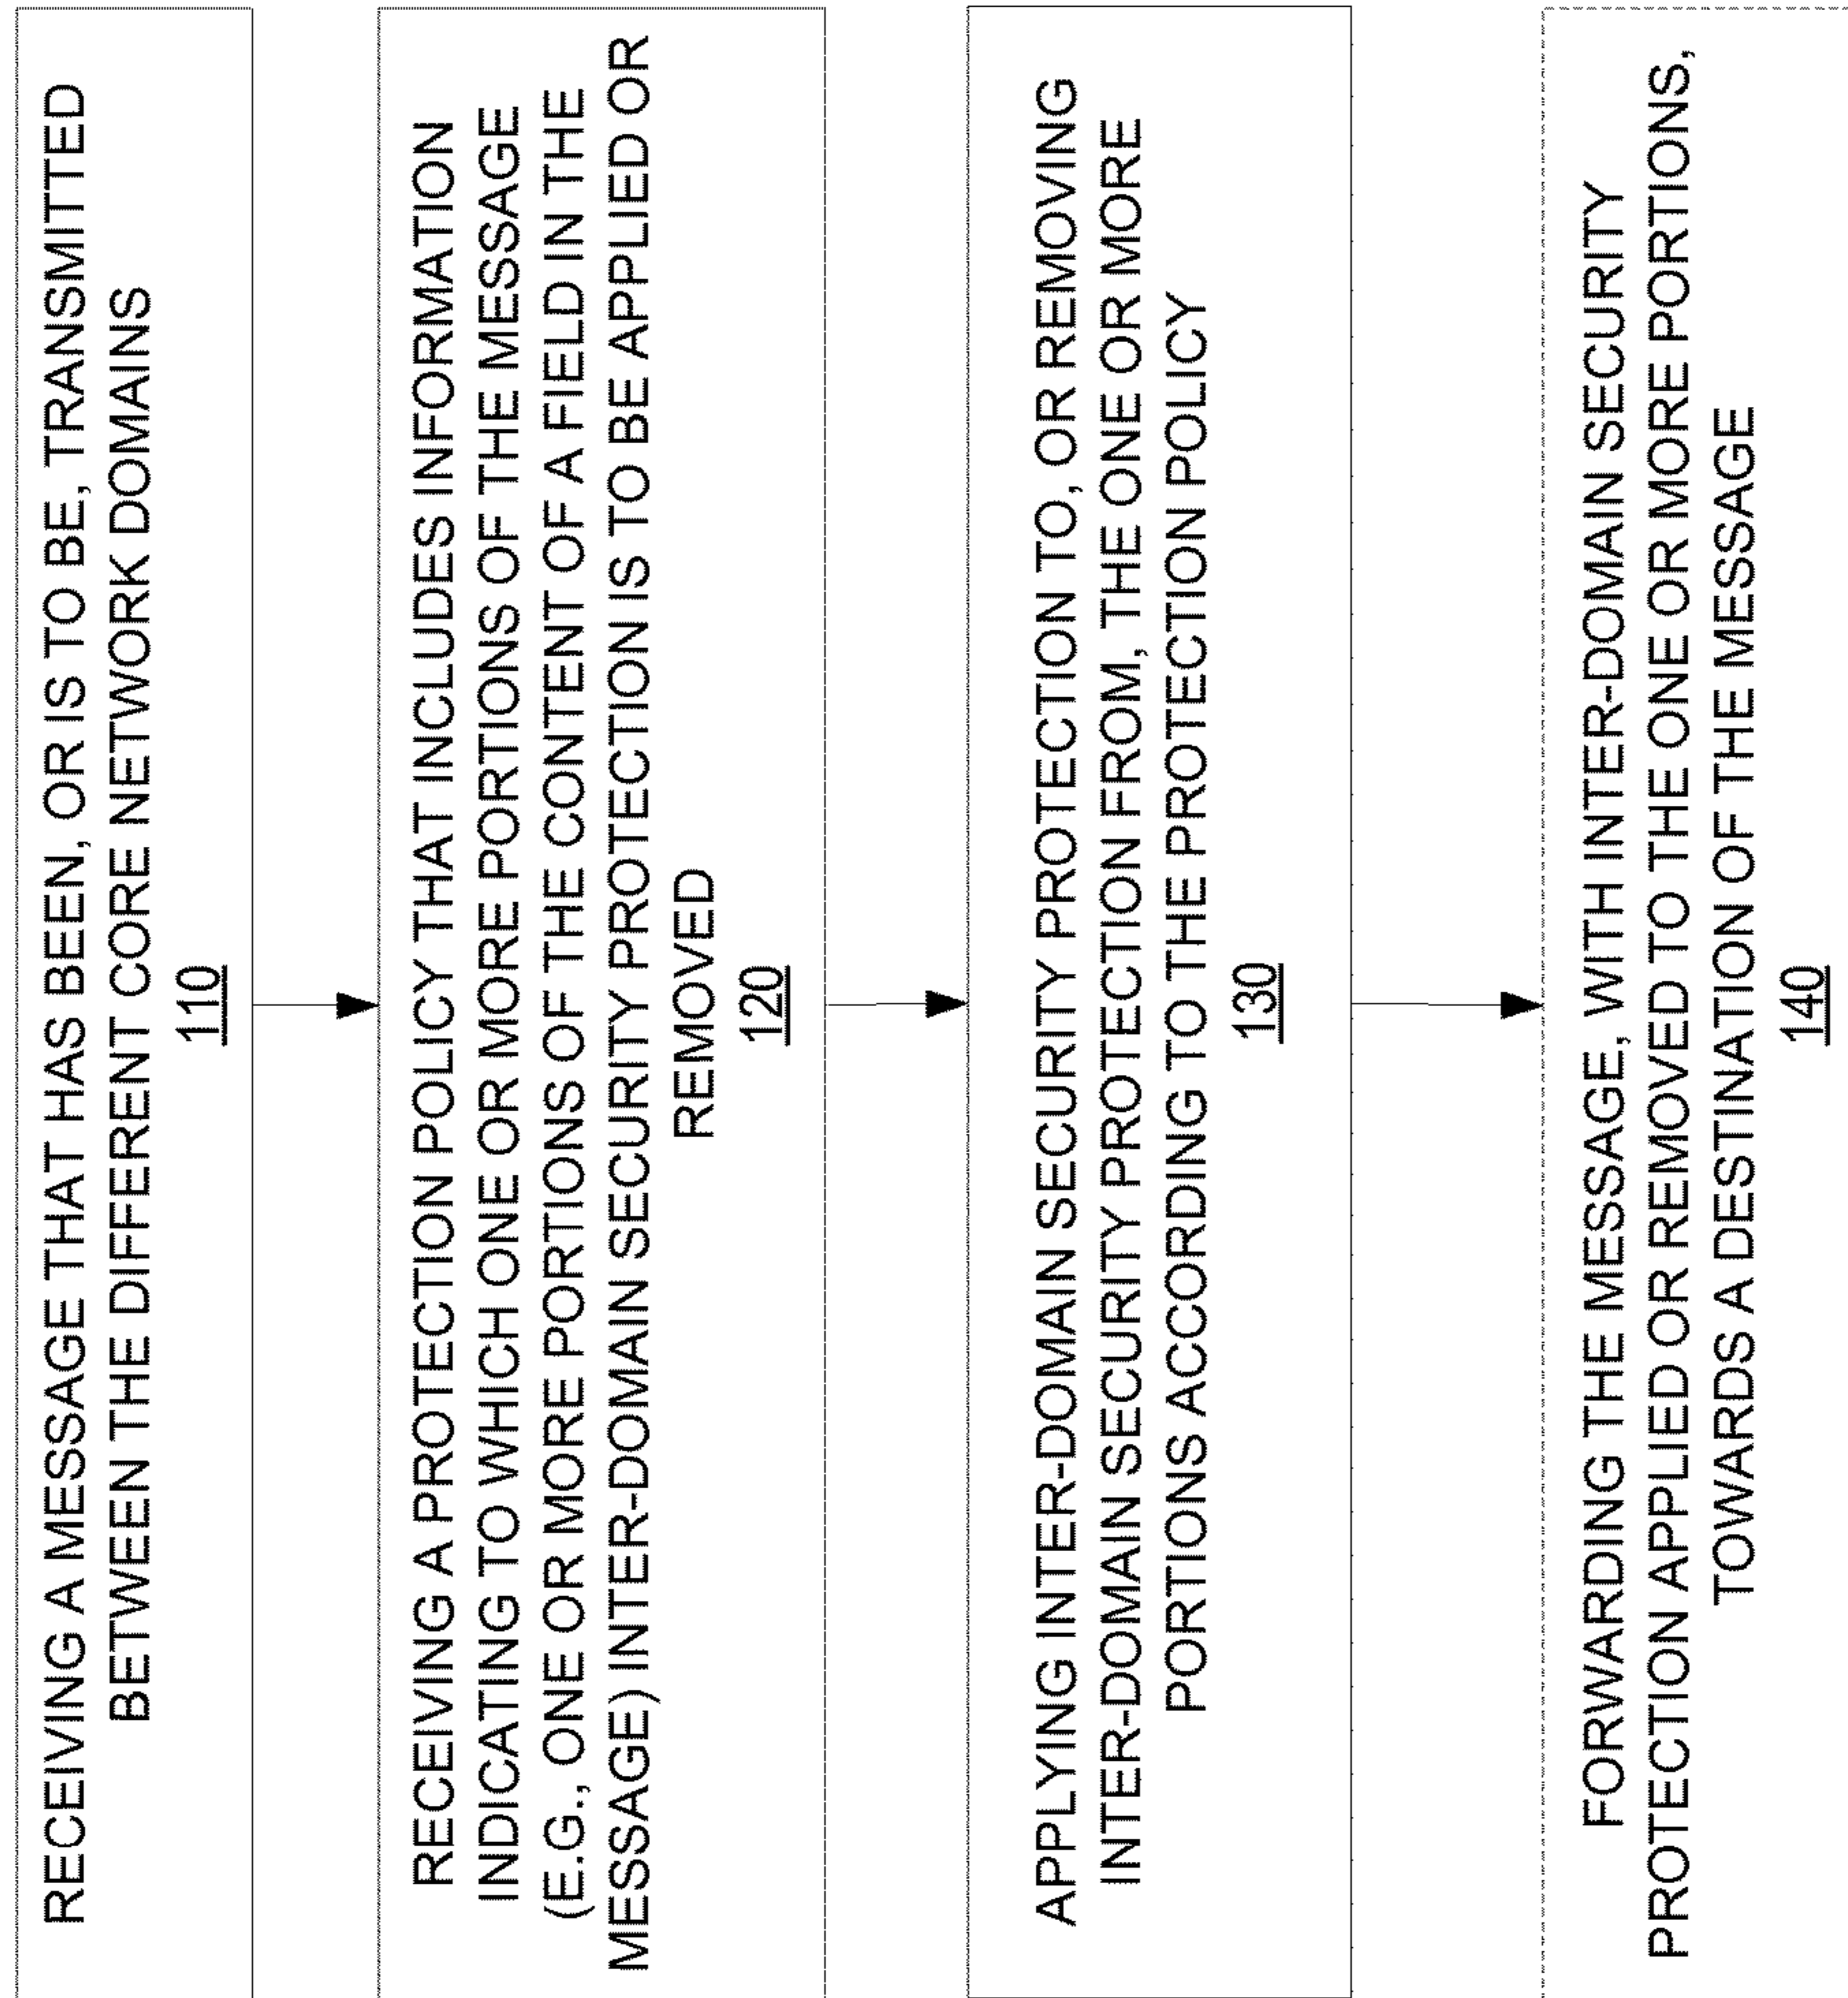 RECEIVING A MESSAGE THAT HAS BEEN, OR IS TO BE, TRANSMITTED
BETWEEN THE DIFFERENT CORE NETWORK DOMAINS
110
RECEIVING A PROTECTION POLICY THAT INCLUDES INFORMATION
INDICATING TO WHICH ONE OR MORE PORTIONS OF THE MESSAGE
(E.G., ONE OR MORE PORTIONS OF THE CONTENT OF A FIELD IN THE
MESSAGE) INTER-DOMAIN SECURITY PROTECTION IS TO BE APPLIED OR
REMOVED
120
APPLYING INTER-DOMAIN SECURITY PROTECTION TO, OR REMOVING
INTER-DOMAIN SECURITY PROTECTION FROM, THE ONE OR MORE
PORTIONS ACCORDING TO THE PROTECTION POLICY
130
FORWARDING THE MESSAGE, WITH INTER-DOMAIN SECURITY
PROTECTION APPLIED OR REMOVED TO THE ONE OR MORE PORTIONS,
TOWARDS A DESTINATION OF THE MESSAGE
140